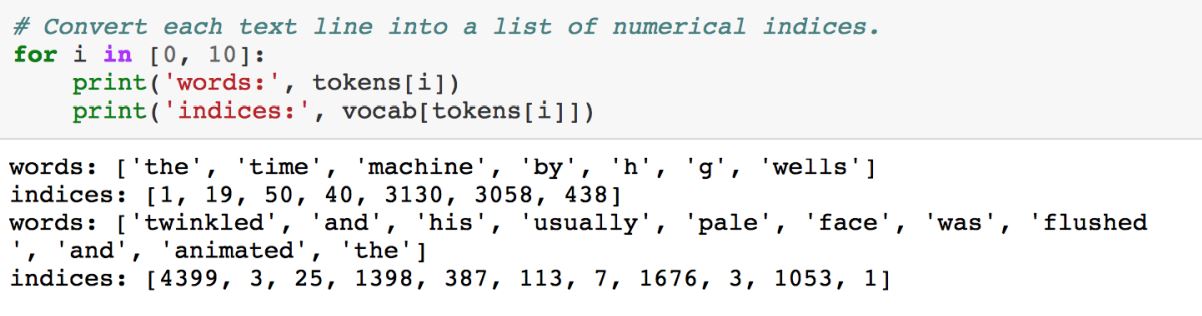 # Convert each text line into a list of numerical indices.
for i in [0, 10]:
    print('words:', tokens[i])
    print('indices:', vocab[tokens[i]])
words: ['the', 'time', 'machine', 'by', 'h', 'g', 'wells']
indices: [1, 19, 50, 40, 3130, 3058, 438]
words: ['twinkled', 'and', 'his', 'usually', 'pale', 'face', 'was', 'flushed
', 'and', 'animated', 'the']
indices: [4399, 3, 25, 1398, 387, 113, 7, 1676, 3, 1053, 1]